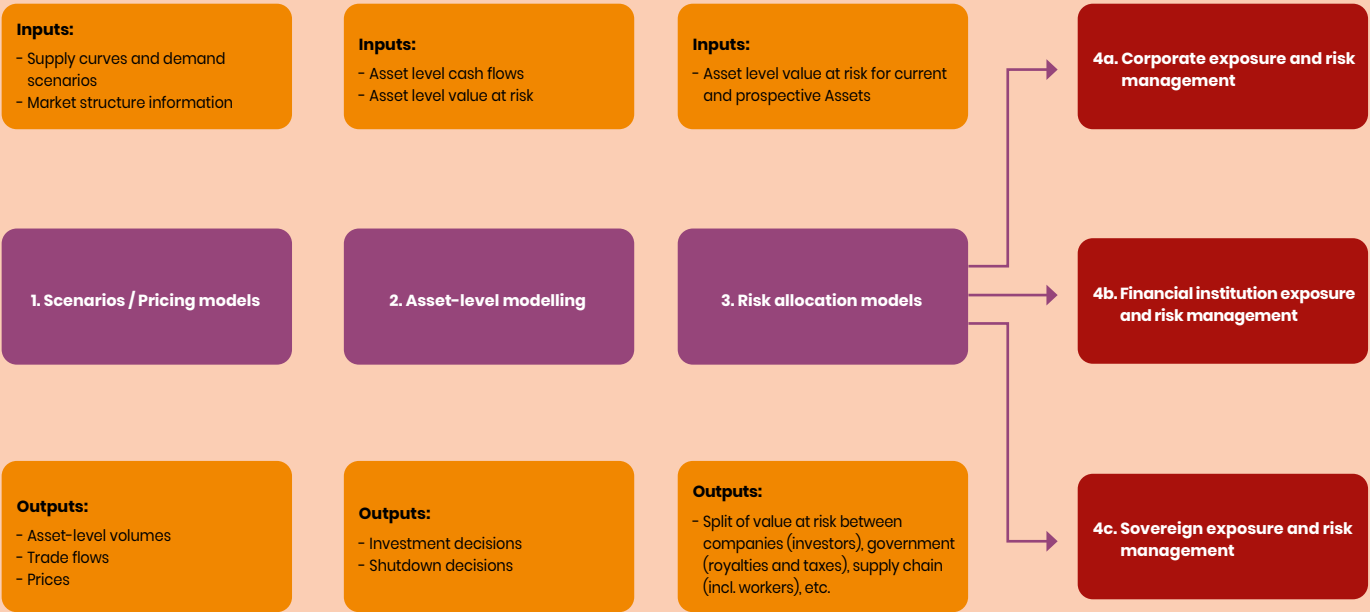 Inputs:
- Supply curves and demand
scenarios
- Market structure information
Inputs:
- Asset level cash flows
- Asset level value at risk
Inputs:
- Asset level value at risk for current
and prospective Assets
4a. Corporate exposure and risk
management
1. Scenarios / Pricing models
2. Asset-level modelling
3. Risk allocation models
4b. Financial institution exposure
and risk management
Outputs:
- Asset-level volumes
- Trade flows
- Prices
Outputs:
- Investment decisions
- Shutdown decisions
Outputs:
- Split of value at risk between
companies (investors), government
(royalties and taxes), supply chain
(incl. workers), etc.
4c. Sovereign exposure and risk
management